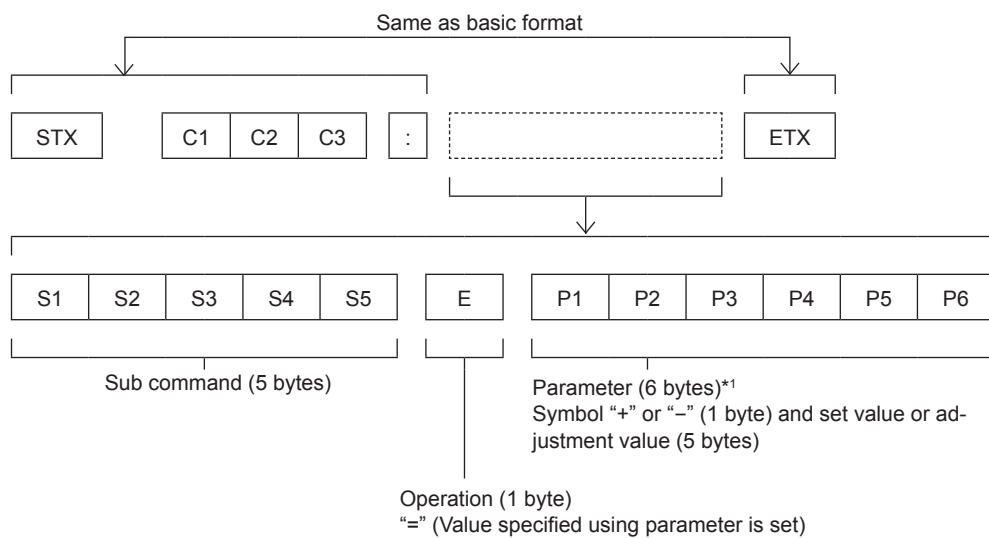 Same as basic format
STX C1 C2 C3 : ETX
S1 S2 S3 S4 S5 E P1 P2 P3 P4 P5 P6
Sub command (5 bytes)
Parameter (6 bytes)*1
Symbol “+” or “−” (1 byte) and set value or ad-
justment value (5 bytes)
Operation (1 byte)
“=” (Value specified using parameter is set)